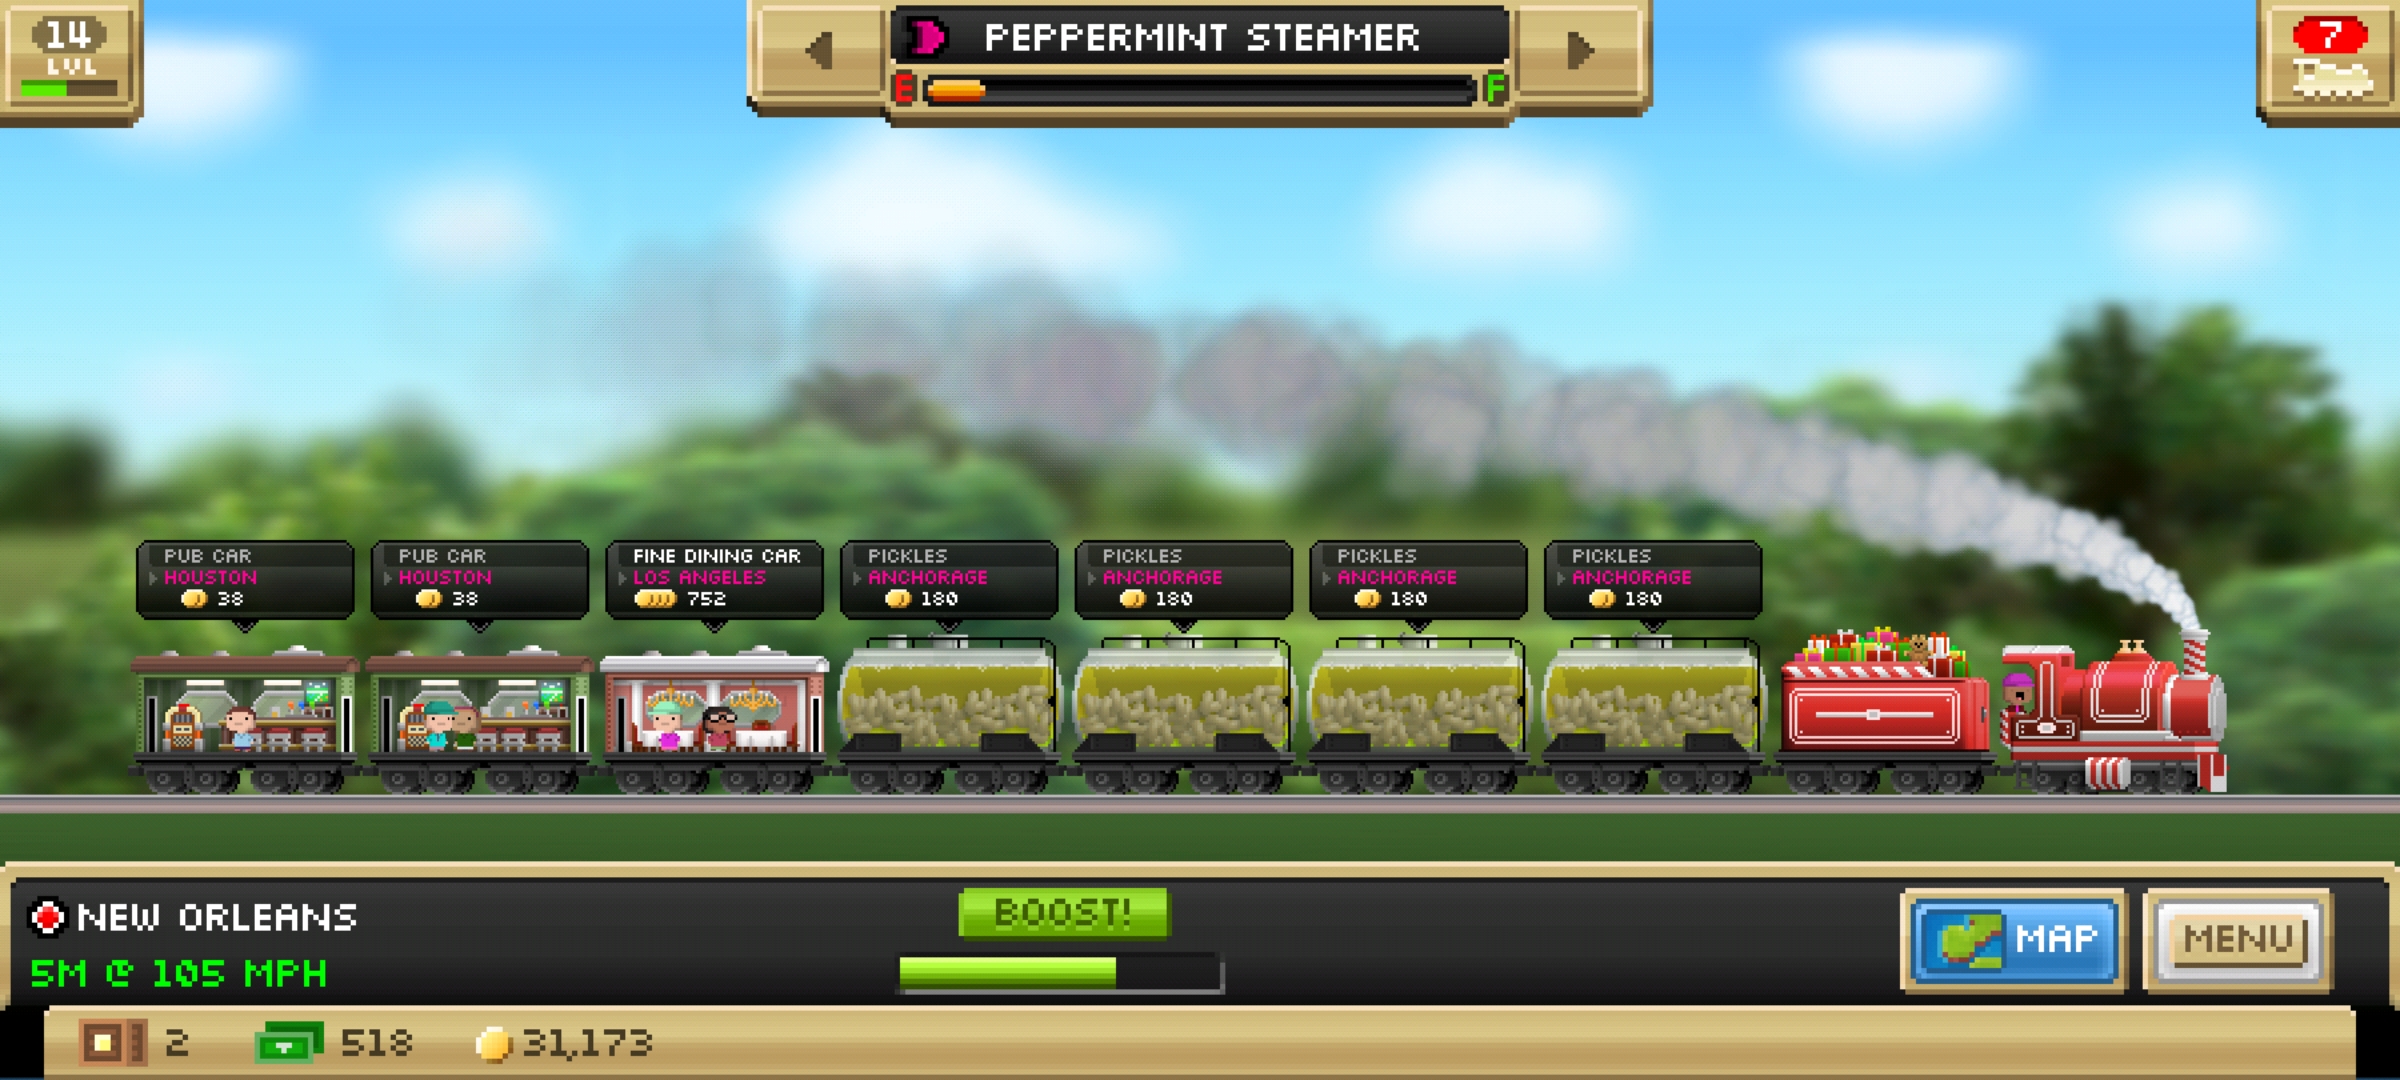 14
LVL
PEPPERMINT STEAMER
E
F
7
PUB CAR
HOUSTON
38
PUB CAR
HOUSTON
38
FINE DINING CAR
LOS ANGELES
752
PICKLES
ANCHORAGE
180
PICKLES
ANCHORAGE
180
PICKLES
ANCHORAGE
180
PICKLES
ANCHORAGE
180
NEW ORLEANS
5M @ 105 MPH
BOOST!
MAP
MENU
2
518
31,173